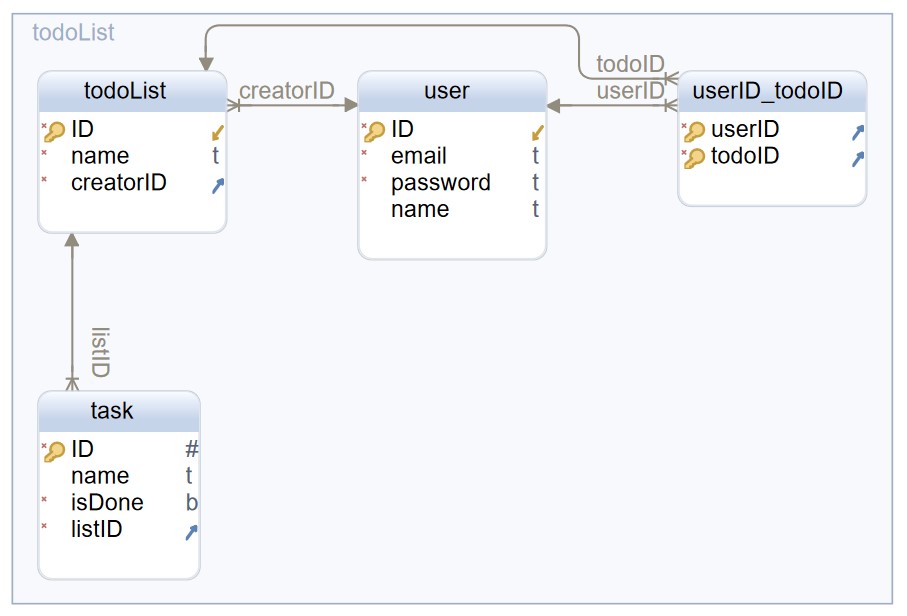 todoList
todoID
todoList
creatorID
user
userID
userID_todoID
ID
name t
creatorID
ID
email t
password t
name t
userID
todoID
listID
task
ID #
name t
isDone b
listID